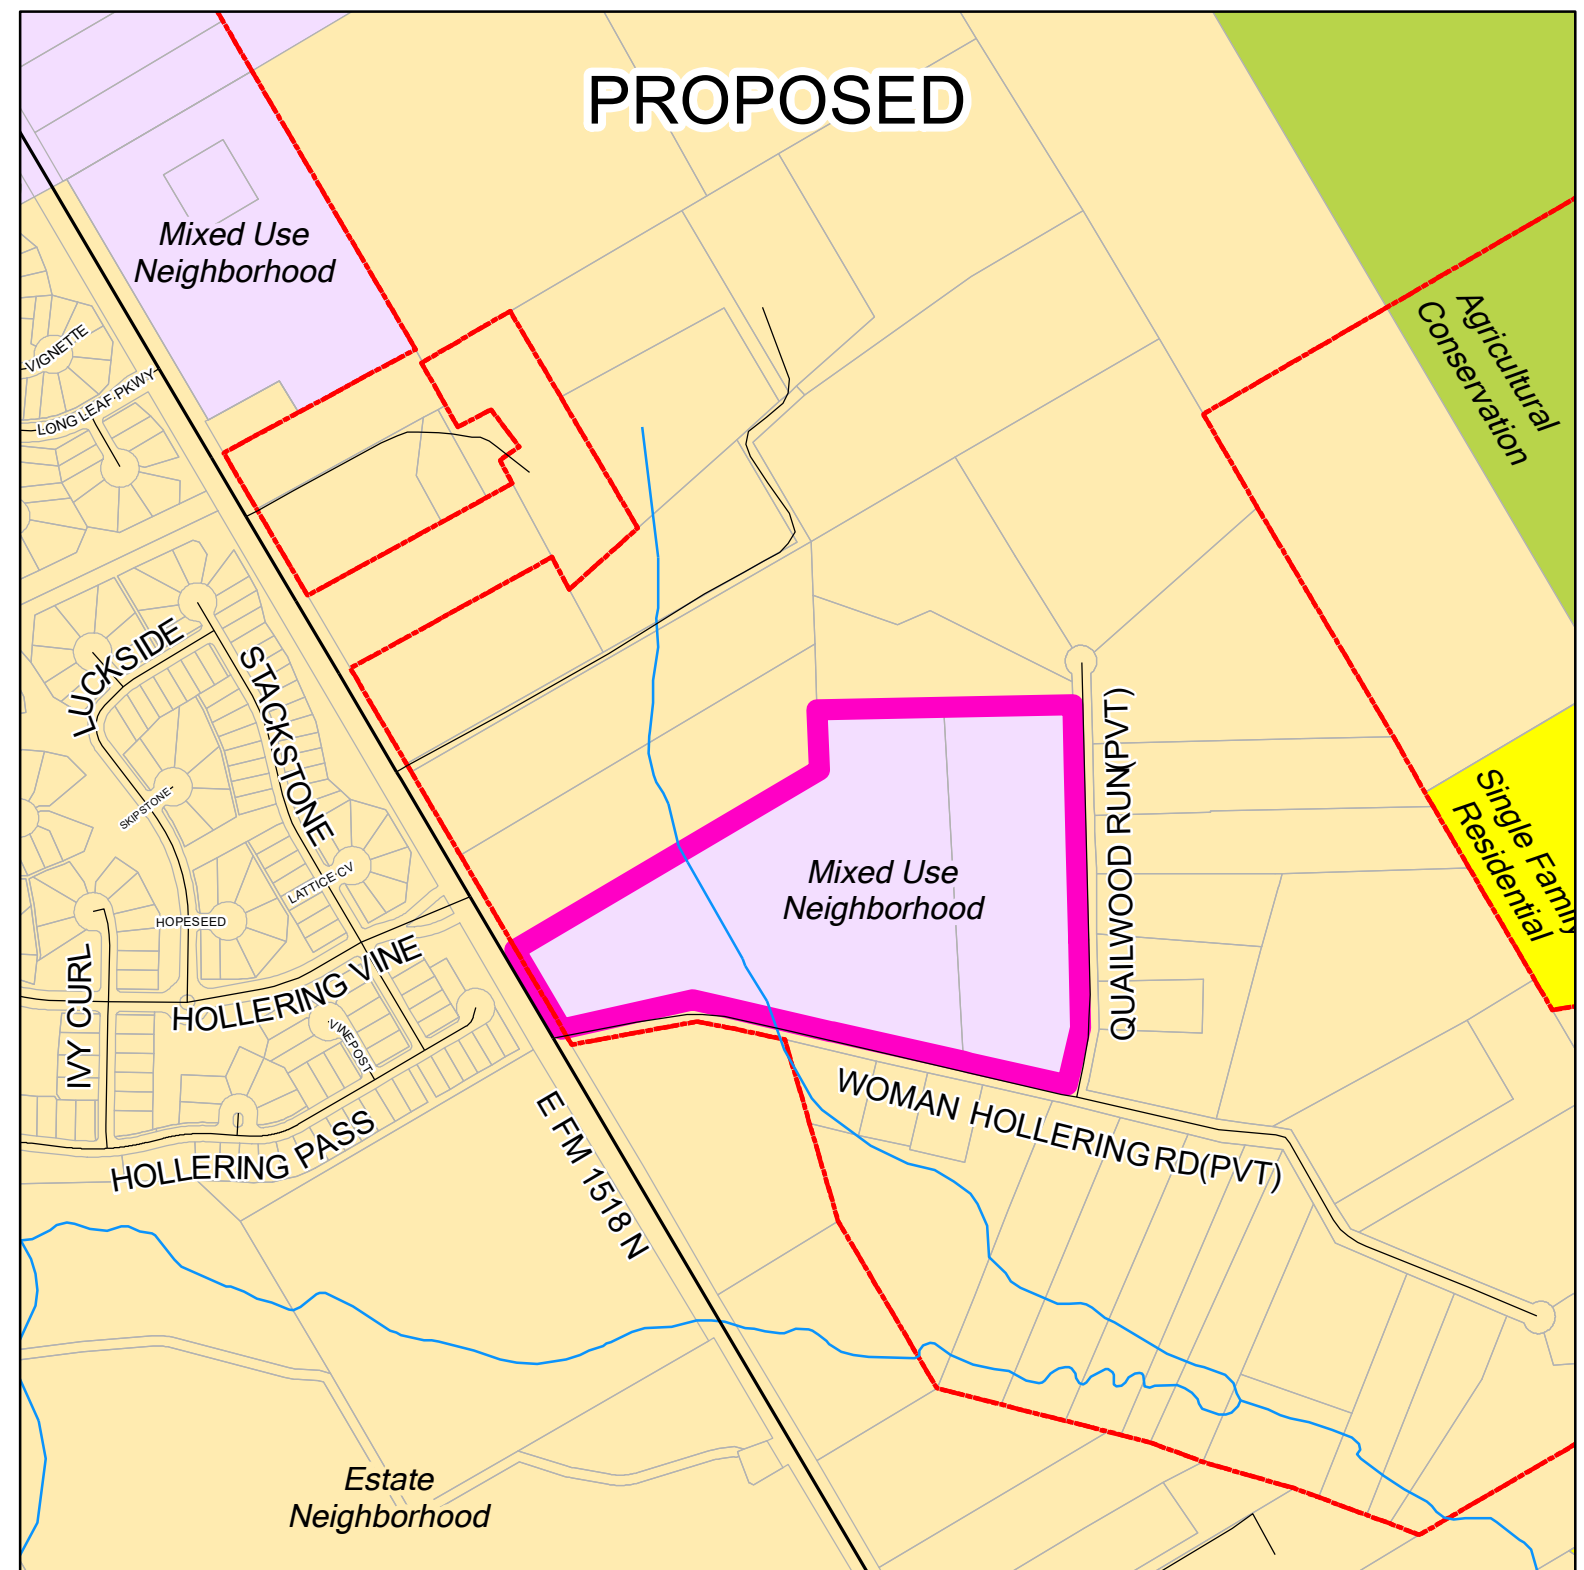 PROPOSED
Mixed Use
Neighborhood
Agricultural
Conservation
VIGNETTE
LONG LEAF PKWY
LUCKSIDE
STACKSTONE
QUAILWOOD RUN(PVT)
SKIPSTONE
Single Family
Residential
Mixed Use
Neighborhood
LATTICE CV
HOPESEED
HOLLERING VINE
IVY CURL
VINEPOST
WOMAN HOLLERING RD(PVT)
HOLLERING PASS
E FM 1518 N
Estate
Neighborhood